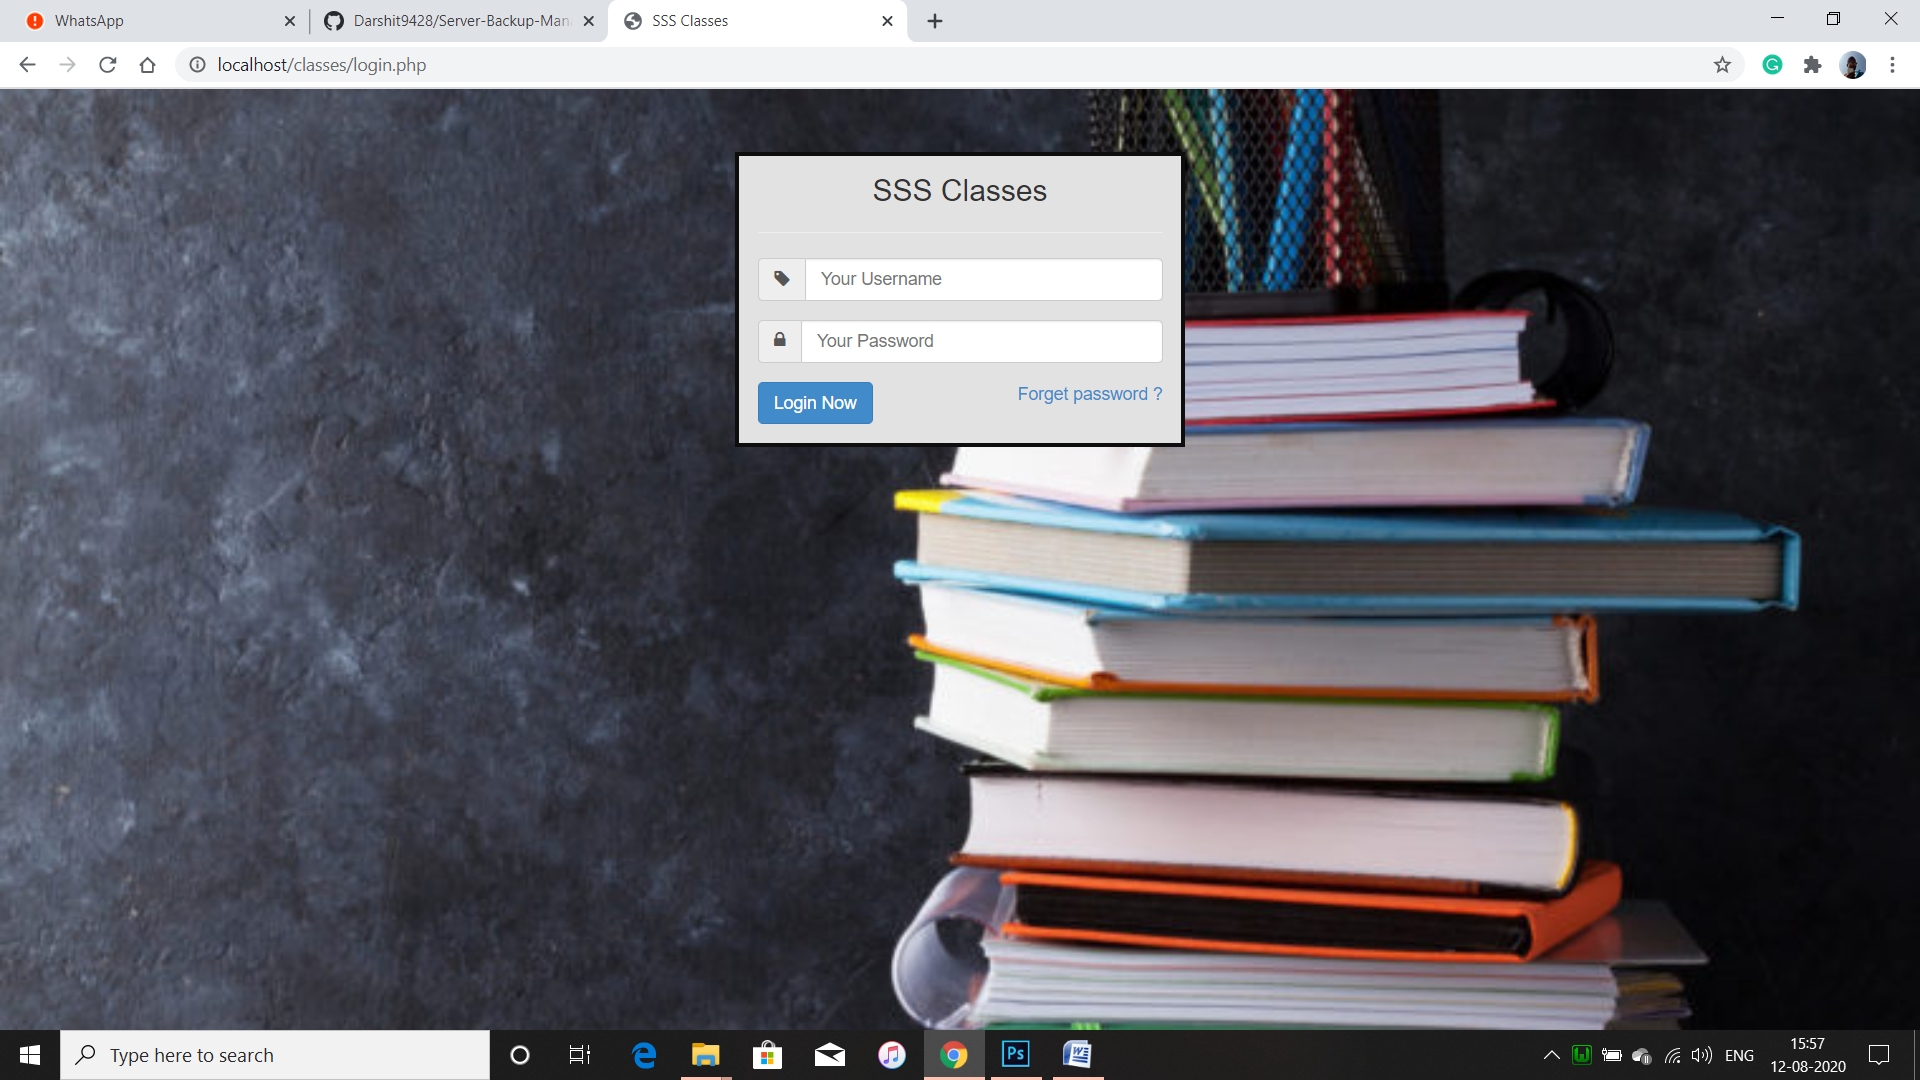 WhatsApp
Darshit9428/Server-Backup-Man
SSS Classes
localhost/classes/login.php
SSS Classes
Your Username
Your Password
Login Now
Forget password ?
Type here to search
Ps
ENG
15:57
12-08-2020